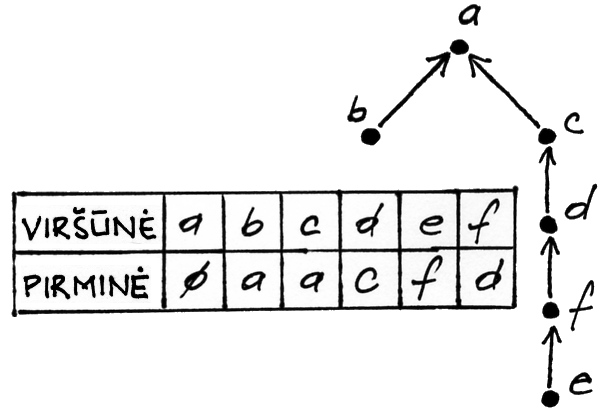 a
b
c
d
f
e
VIRŠŪNĖ a b c d e f
PIRMINĖ ø a a c f d